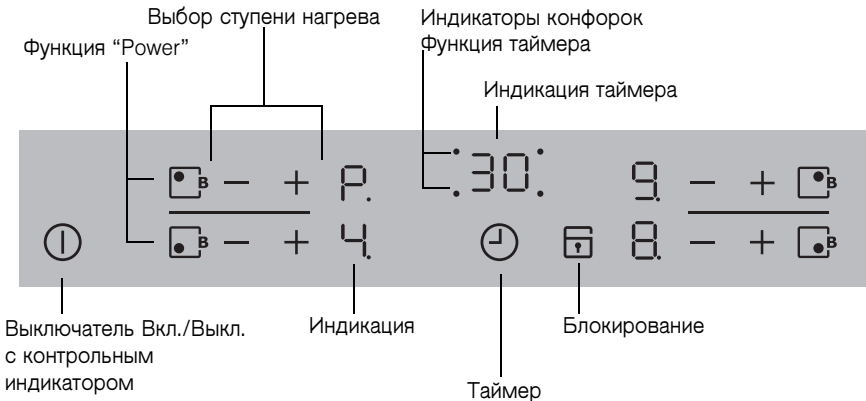 Выбор ступени нагрева
Индикаторы конфорок
Функция “Power”
Функция таймера
Индикация таймера
30
B − + P. 9. − + B
B − + 4. 8. − + B
Выключатель Вкл./Выкл.
с контрольным
индикатором
Индикация
Блокирование
Таймер